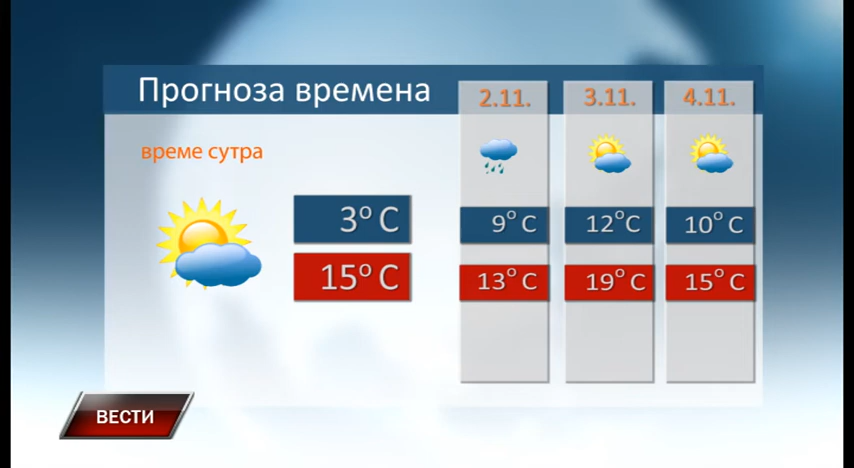 Прогноза времена
време сутра
3° C
15° C
2.11.
9° C
13° C
3.11.
12°C
19° C
4.11.
10° C
15° C
ВЕСТИ